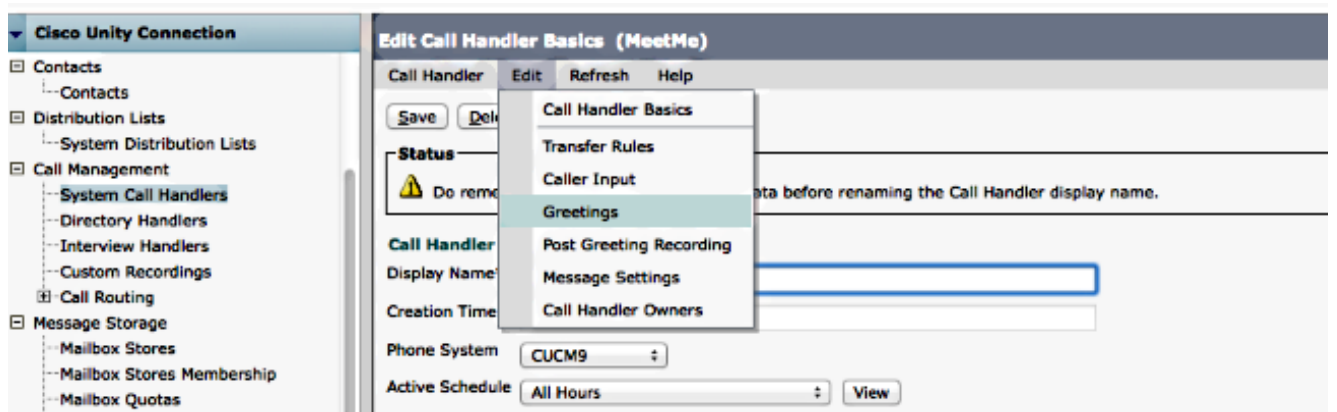 Cisco Unity Connection
Contacts
Contacts
Distribution Lists
System Distribution Lists
Call Management
System Call Handlers
Directory Handlers
Interview Handlers
Custom Recordings
Call Routing
Message Storage
Mailbox Stores
Mailbox Stores Membership
Mailbox Quotas
Edit Call Handler Basics (MeetMe)
Call Handler Edit Refresh Help
Save
Call Handler Basics
Transfer Rules
Caller Input
Greetings
Post Greeting Recording
Message Settings
Call Handler Owners
Status
Do before renaming the Call Handler display name.
Call Handler
Display Name
Creation Time
Phone System CUCM9
Active Schedule All Hours View